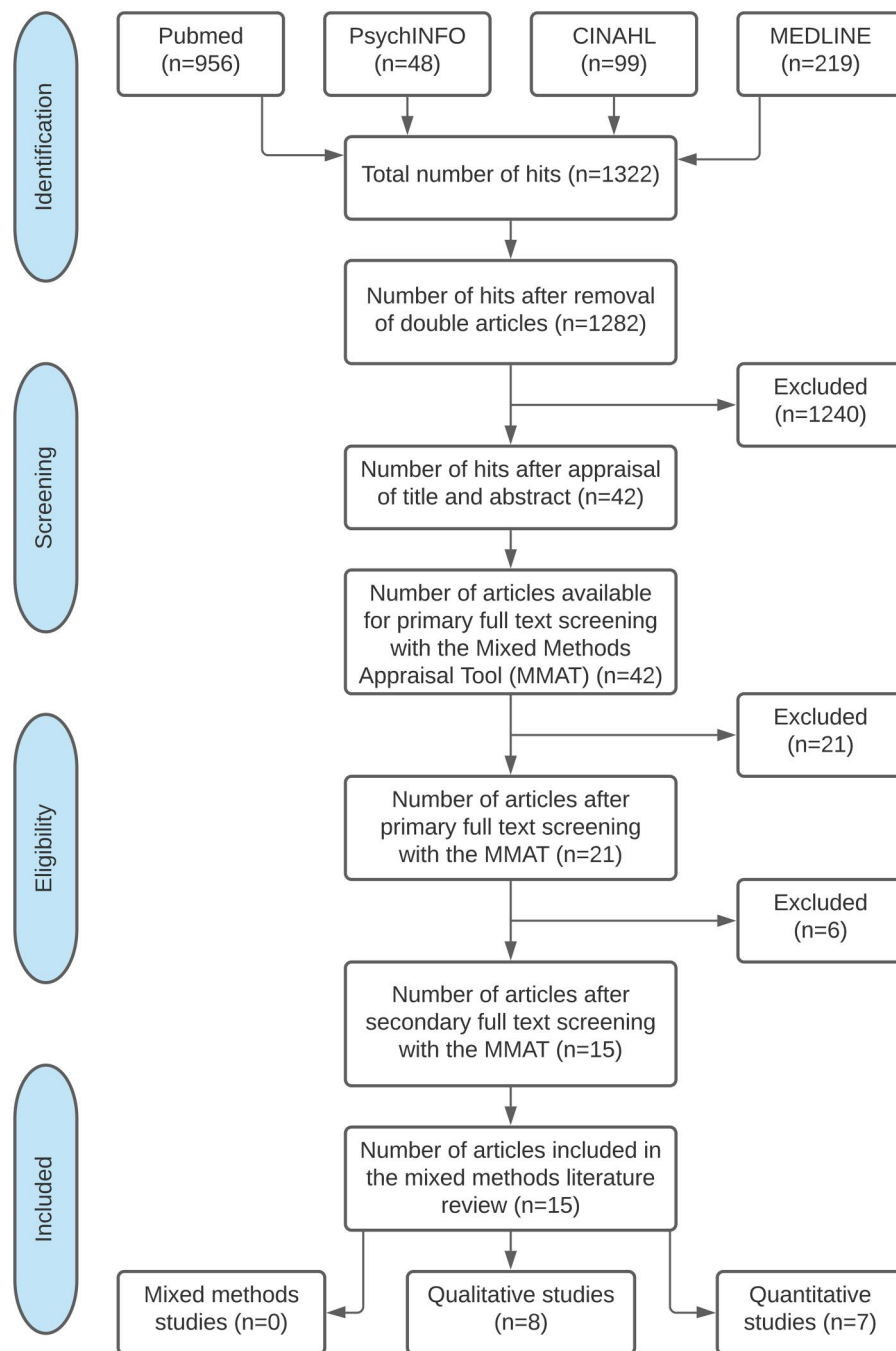 Identification
Pubmed
(n=956)
PsychINFO
(n=48)
CINAHL
(n=99)
MEDLINE
(n=219)
Total number of hits (n=1322)
Number of hits after removal
of double articles (n=1282)
Screening
Excluded
(n=1240)
Number of hits after appraisal
of title and abstract (n=42)
Number of articles available
for primary full text screening
with the Mixed Methods
Appraisal Tool (MMAT) (n=42)
Eligibility
Excluded
(n=21)
Number of articles after
primary full text screening
with the MMAT (n=21)
Excluded
(n=6)
Number of articles after
secondary full text screening
with the MMAT (n=15)
Included
Number of articles included in
the mixed methods literature
review (n=15)
Mixed methods
studies (n=0)
Qualitative studies
(n=8)
Quantitative
studies (n=7)